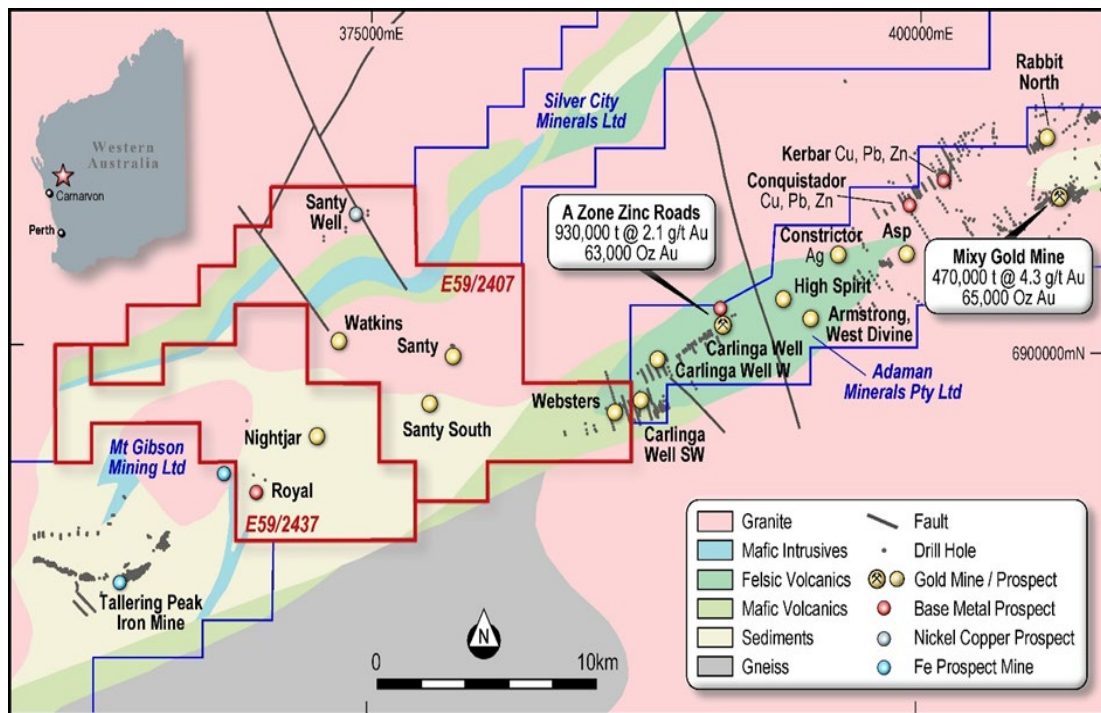 375000mE
400000mE
Western
Australia
Carnarvon
Perth
Silver City
Minerals Ltd
Rabbit
North
Kerbar Cu, Pb, Zn
Conquistador
Cu, Pb, Zn
Santy
Well
A Zone Zinc Roads
930,000 t @ 2.1 g/t Au
63,000 Oz Au
Constrictor
Ag
Asp
Mixy Gold Mine
470,000 t @ 4.3 g/t Au
65,000 Oz Au
E59/2407
High Spirit
Armstrong,
West Divine
Watkins
Santy
Carlinga Well
Carlinga Well W
6900000mN
Adaman
Minerals Pty Ltd
Websters
Santy South
Carlinga
Well SW
Nightjar
Mt Gibson
Mining Ltd
Royal
E59/2437
Tallering Peak
Iron Mine
N
0
10km
Granite
Mafic Intrusives
Felsic Volcanics
Mafic Volcanics
Sediments
Gneiss
Fault
Drill Hole
Gold Mine / Prospect
Base Metal Prospect
Nickel Copper Prospect
Fe Prospect Mine